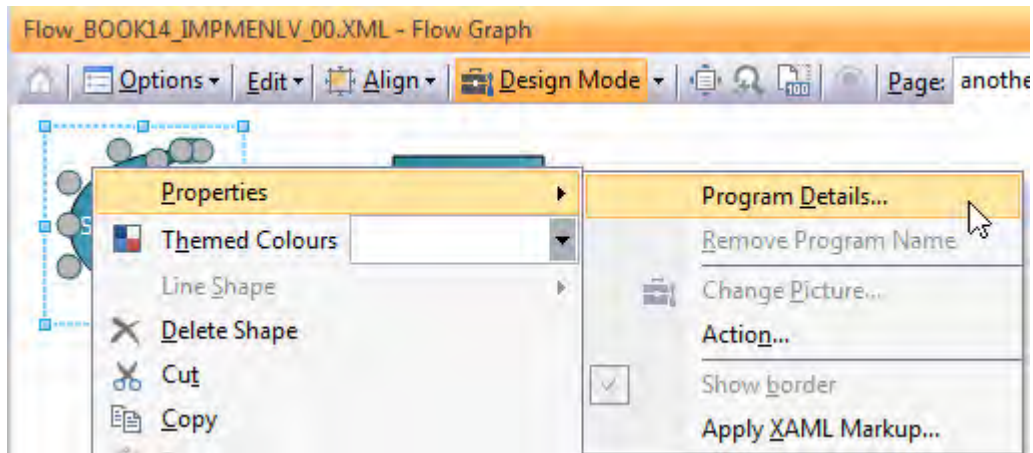 Flow_BOOK14_IMPMENLV_00.XML - Flow Graph
Options Edit Align Design Mode 100 Page: anothe
S
Properties
Themed Colours
Line Shape
Delete Shape
Cut
Copy
Program Details...
Remove Program Name
Change Picture...
Action...
Show border
Apply XAML Markup...